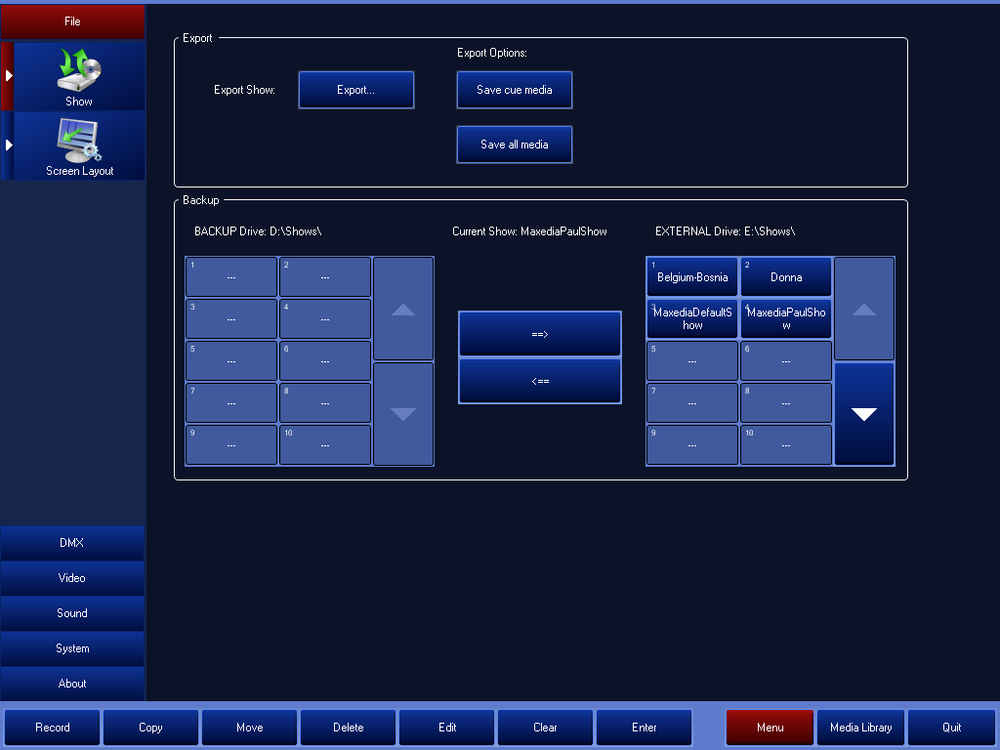 File
Show
Screen Layout
DMX
Video
Sound
System
About
Export
Export Options:
Export Show:
Export...
Save cue media
Save all media
Backup
BACKUP Drive: D:\Shows\
Current Show: MaxediaPaulShow
EXTERNAL Drive: E:\Shows\
1
---
2
---
3
---
4
---
5
---
6
---
7
---
8
---
9
---
10
---
==>
<==
1
Belgium-Bosnia
2
Donna
3
MaxediaDefaultS
how
4
MaxediaPaulSho
w
5
---
6
---
7
---
8
---
9
---
10
---
Record
Copy
Move
Delete
Edit
Clear
Enter
Menu
Media Library
Quit